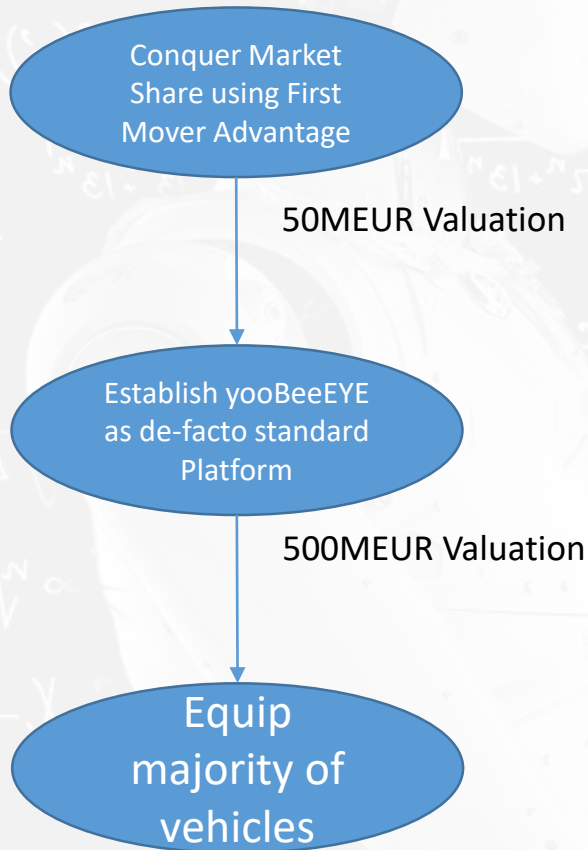 Conquer Market
Share using First
Mover Advantage
50MEUR Valuation
Establish yooBeeEYE
as de-facto standard
Platform
500MEUR Valuation
Equip
majority of
vehicles